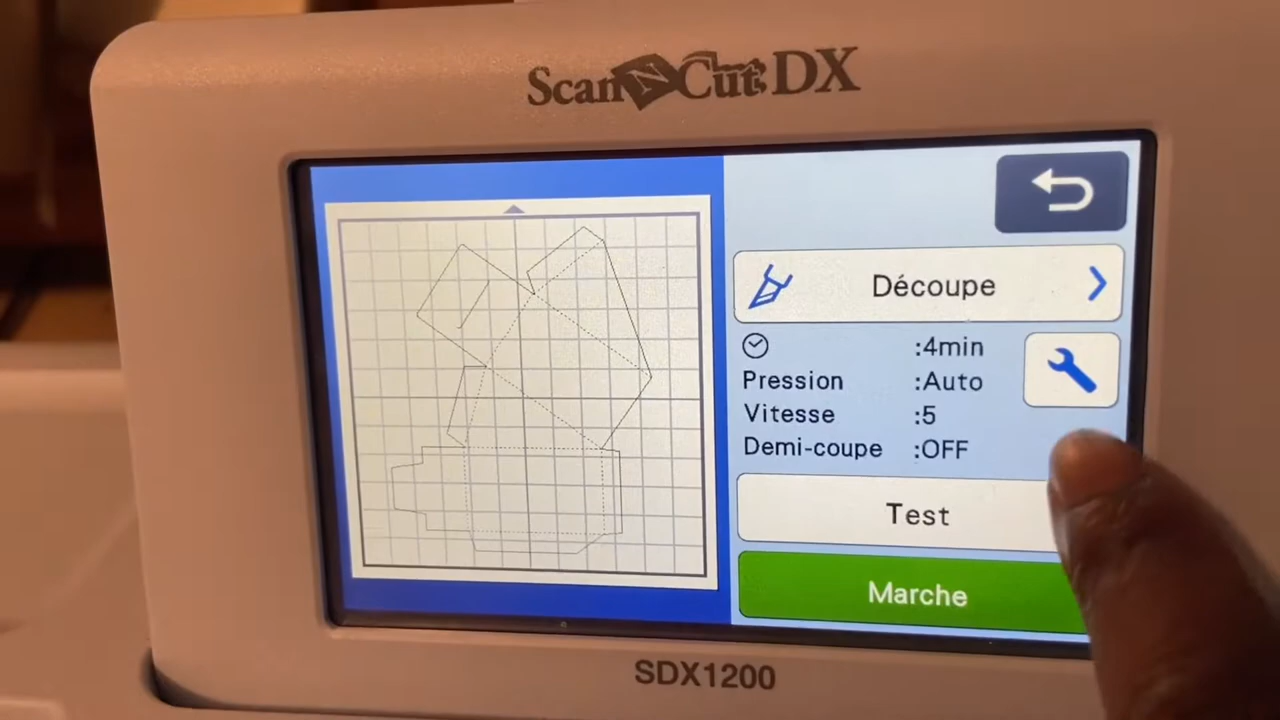 ScanNCut DX
Découpe
:4min
Pression :Auto
Vitesse :5
Demi-coupe :OFF
Test
Marche
SDX1200